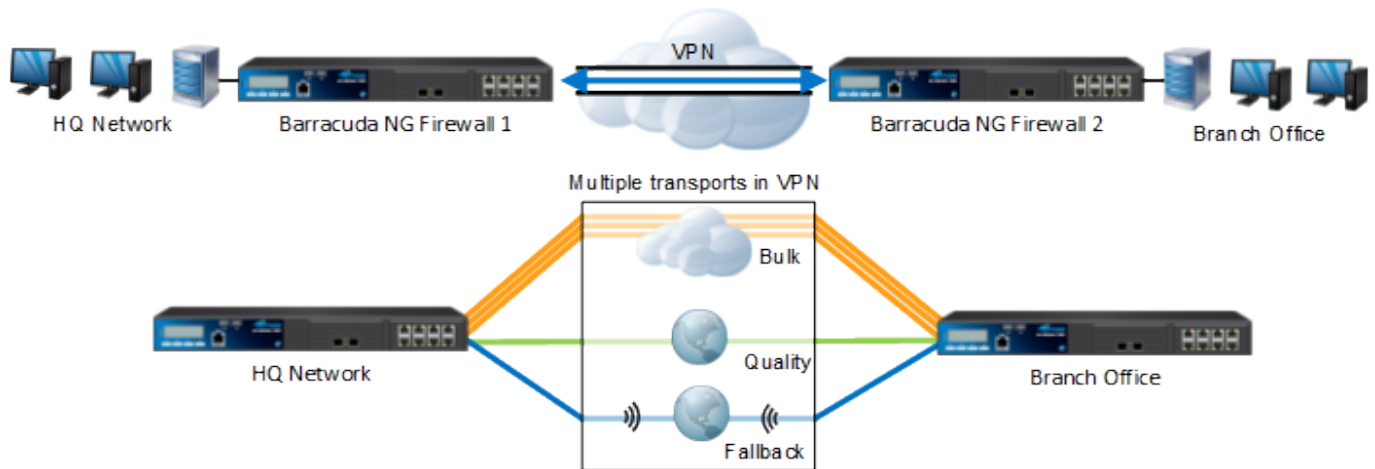 VPN
HQ Network
Barracuda NG Firewall 1
Barracuda NG Firewall 2
Branch Office
Multiple transports in VPN
Bulk
Quality
HQ Network
Branch Office
Fallback